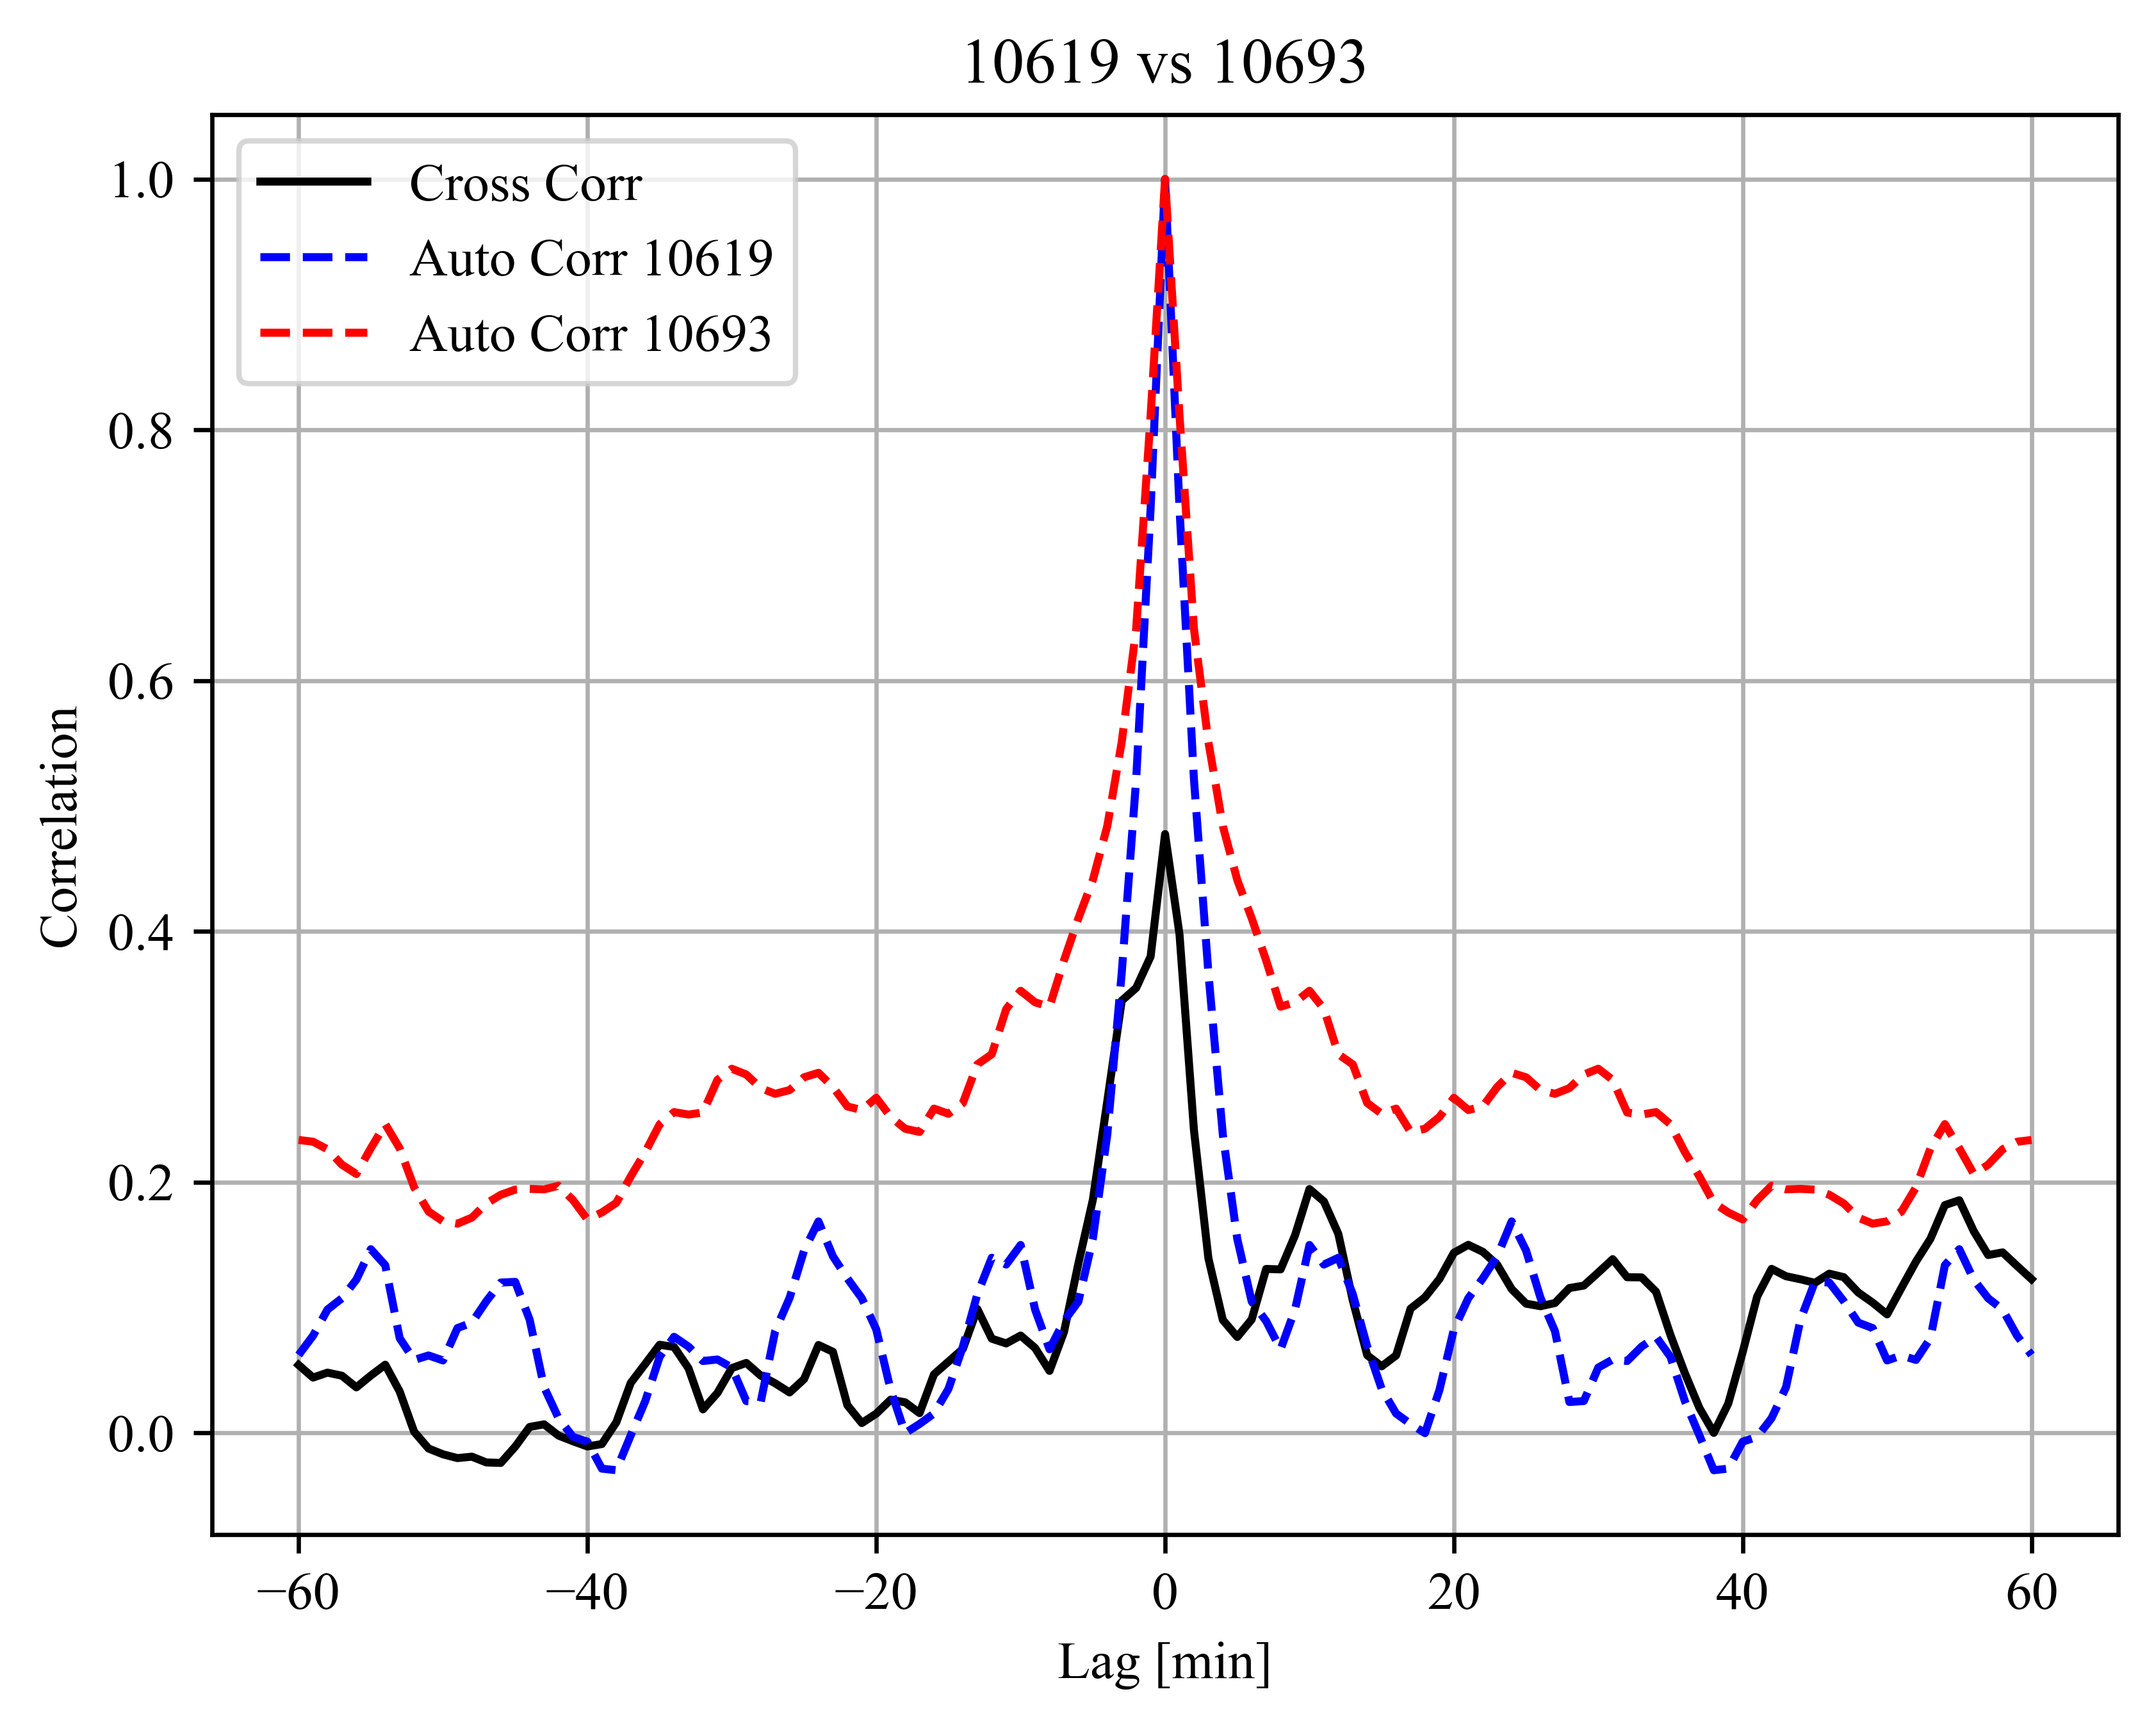 10619 vs 10693
Cross Corr
Auto Corr 10619
Auto Corr 10693
1.0
0.8
0.6
0.4
0.2
0.0
Correlation
−60 −40 −20 0 20 40 60
Lag [min]